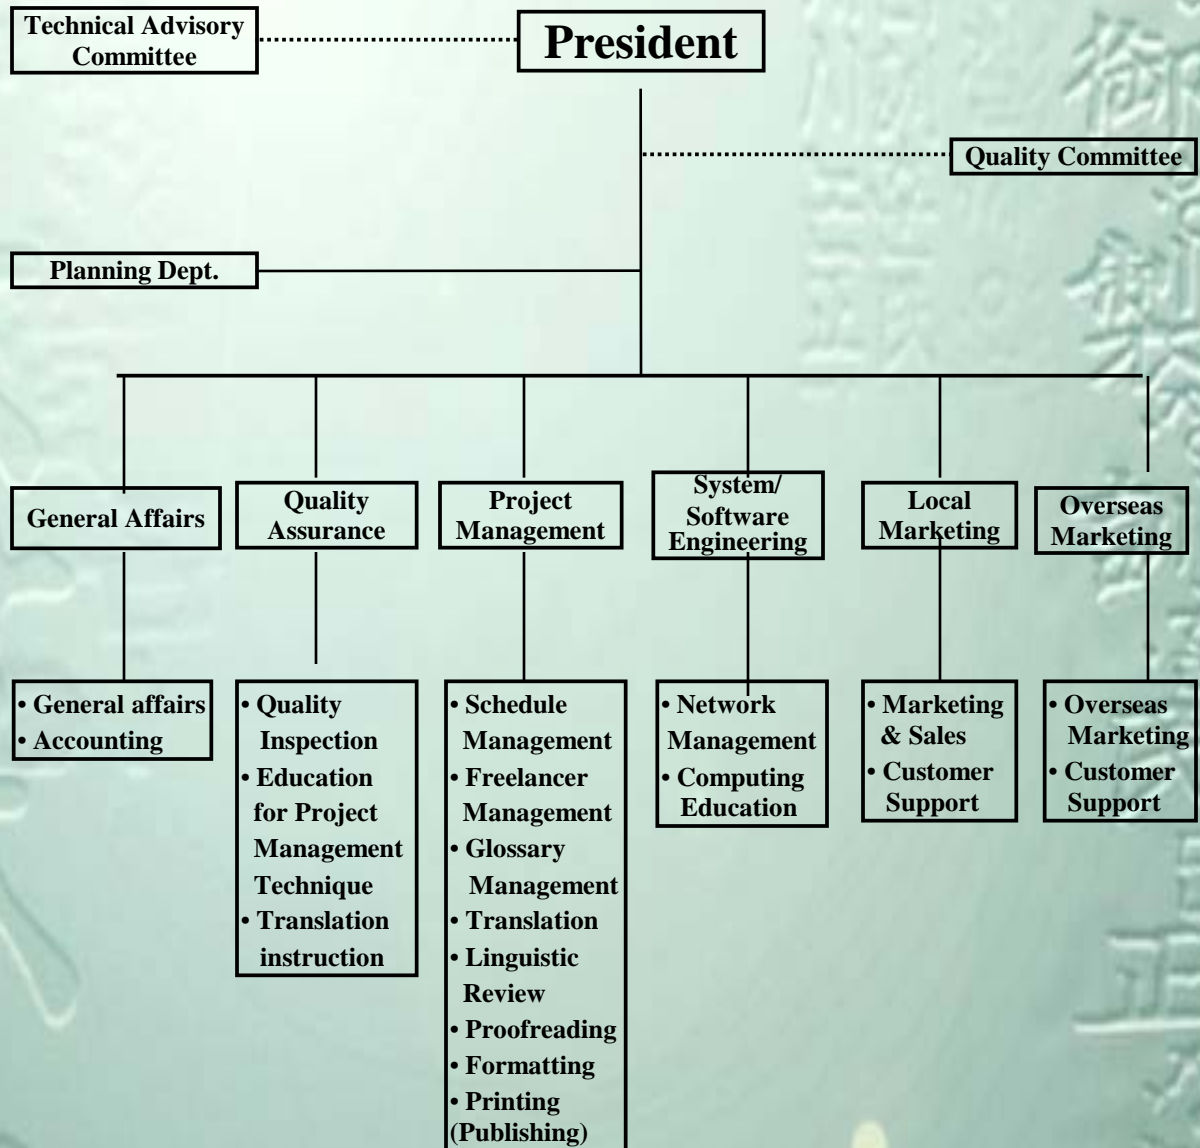 Technical Advisory
Committee
President
Quality Committee
Planning Dept.
General Affairs
Quality
Assurance
Project
Management
System/
Software
Engineering
Local
Marketing
Overseas
Marketing
• General affairs
• Accounting
• Quality
Inspection
• Education
for Project
Management
Technique
• Translation
instruction
• Schedule
Management
• Freelancer
Management
• Glossary
Management
• Translation
• Linguistic
Review
• Proofreading
• Formatting
• Printing
(Publishing)
• Network
Management
• Computing
Education
• Marketing
& Sales
• Customer
Support
• Overseas
Marketing
• Customer
Support